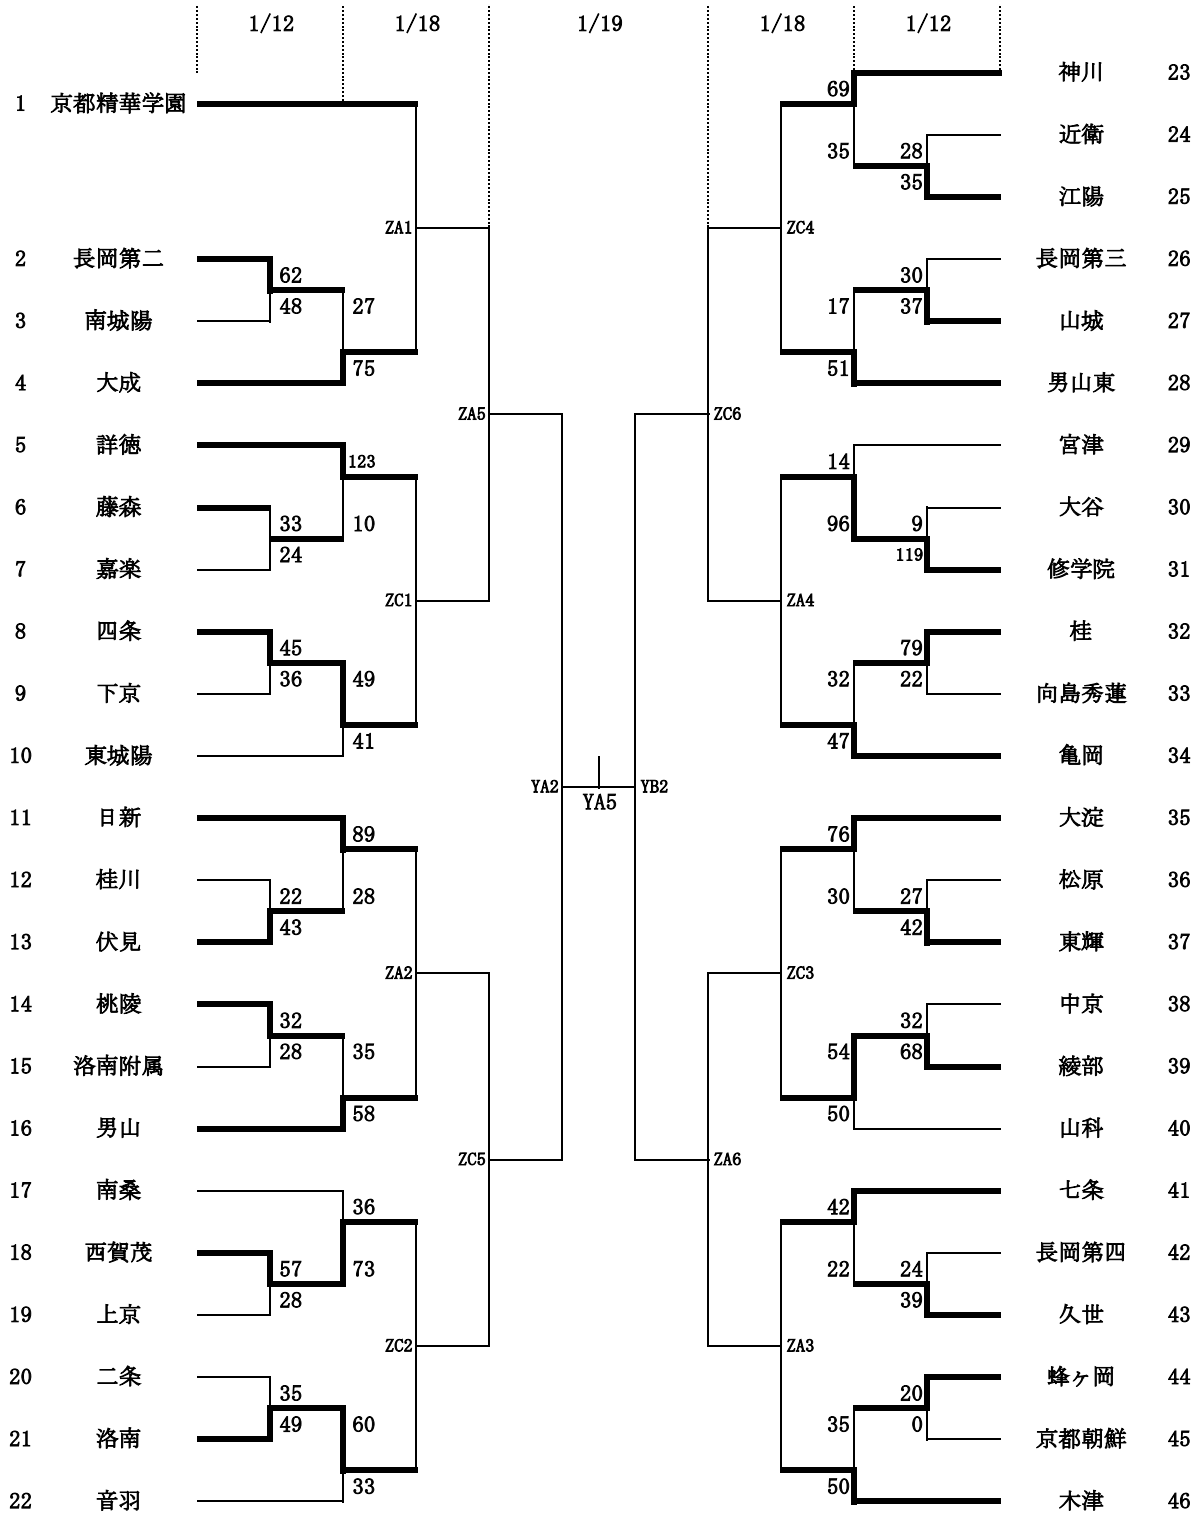 1/12 1/18 1/19 1/18 1/12
神川 23
69
1 京都精華学園
近衛 24
35 28
35
江陽 25
ZA1 ZC4
2 長岡第二 長岡第三 26
62 30
48 27 17 37
3 南城陽 山城 27
75 51
4 大成 男山東 28
ZA5 ZC6
5 詳徳 宮津 29
123 14
6 藤森 大谷 30
33 10 96 9
24 119
7 嘉楽 修学院 31
ZC1 ZA4
8 四条 桂 32
45 79
36 49 32 22
9 下京 向島秀蓮 33
41 47
10 東城陽 亀岡 34
YA2 YA5 YB2
11 日新 大淀 35
89 76
12 桂川 松原 36
22 28 30 27
43 42
13 伏見 東輝 37
ZA2 ZC3
14 桃陵 中京 38
32 32
28 35 54 68
15 洛南附属 綾部 39
58 50
16 男山 山科 40
ZC5 ZA6
17 南桑 七条 41
36 42
18 西賀茂 長岡第四 42
57 73 22 24
28 39
19 上京 久世 43
ZC2 ZA3
20 二条 蜂ヶ岡 44
35 20
49 60 35 0
21 洛南 京都朝鮮 45
33 50
22 音羽 木津 46